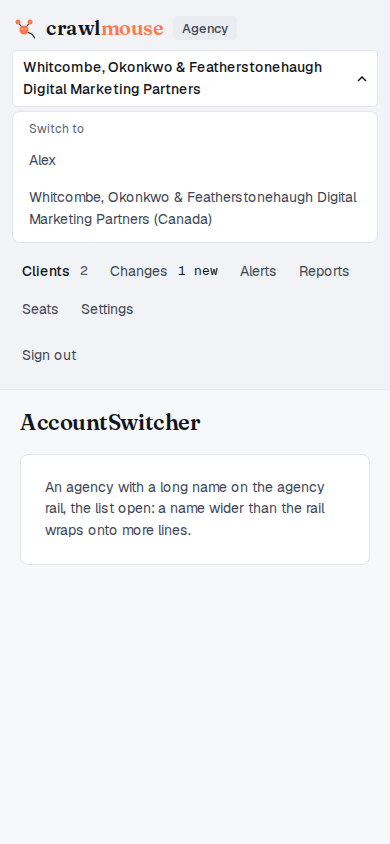 crawlmouse Agency
Whitcombe, Okonkwo & Featherstonehaugh
Digital Marketing Partners
Switch to
Alex
Whitcombe, Okonkwo & Featherstonehaugh Digital
Marketing Partners (Canada)
Clients 2 Changes 1 new Alerts Reports
Seats Settings
Sign out
AccountSwitcher
An agency with a long name on the agency
rail, the list open: a name wider than the rail
wraps onto more lines.